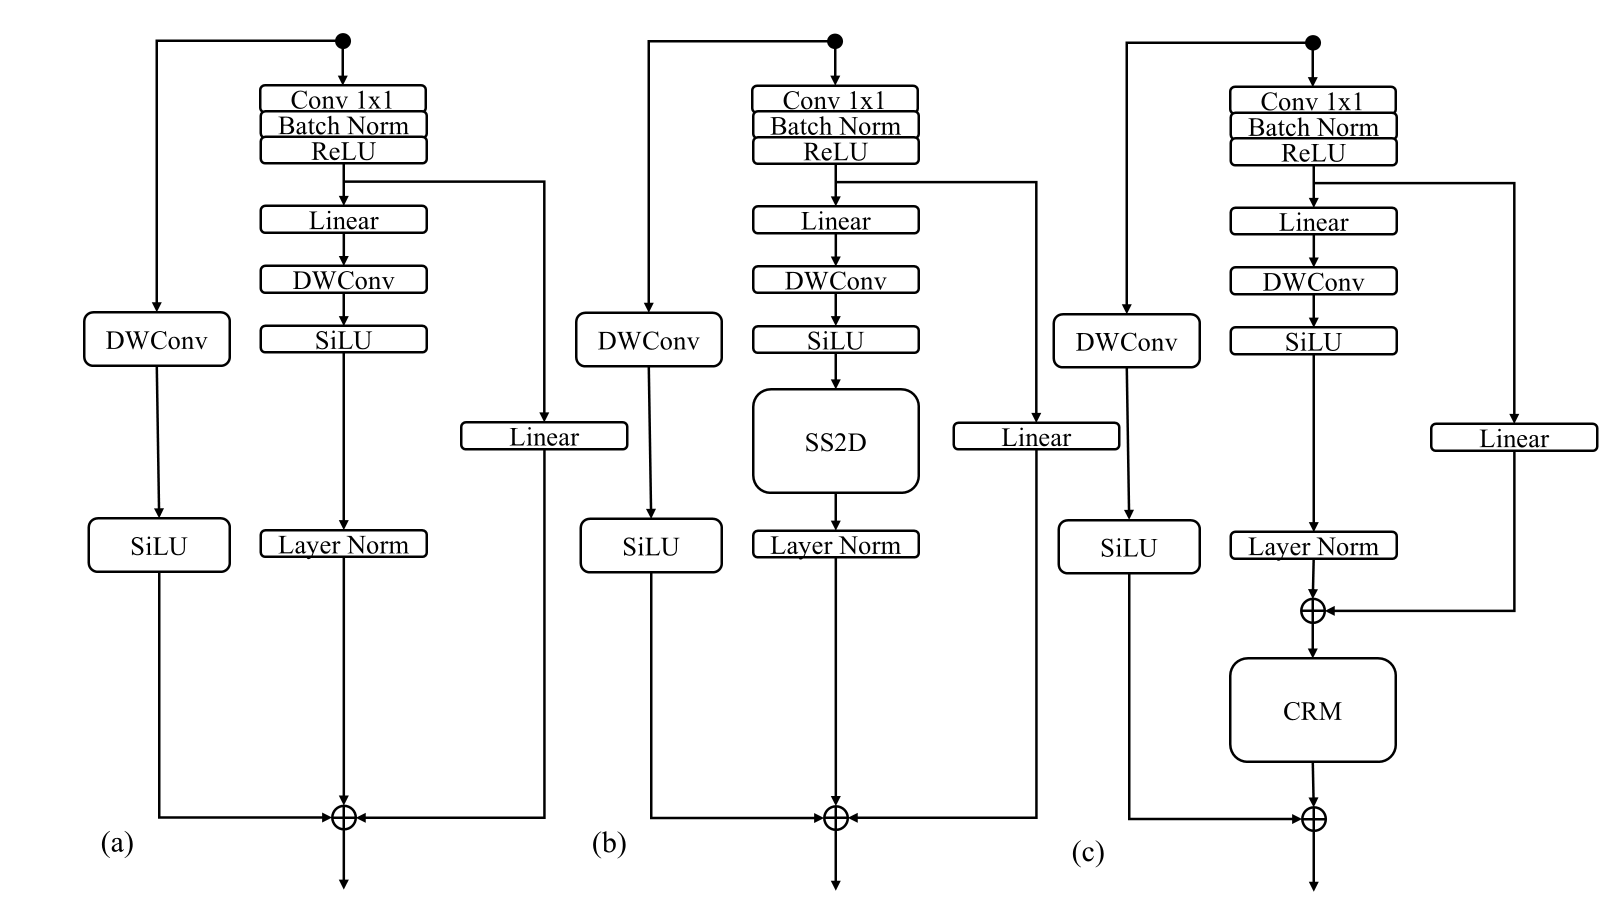 Conv 1x1
Batch Norm
ReLU
Linear
DWConv
SiLU
DWConv
Linear
SiLU
Layer Norm
(a)
Conv 1x1
Batch Norm
ReLU
Linear
DWConv
SiLU
DWConv
SS2D
Linear
SiLU
Layer Norm
(b)
Conv 1x1
Batch Norm
ReLU
Linear
DWConv
SiLU
DWConv
Linear
SiLU
Layer Norm
CRM
(c)